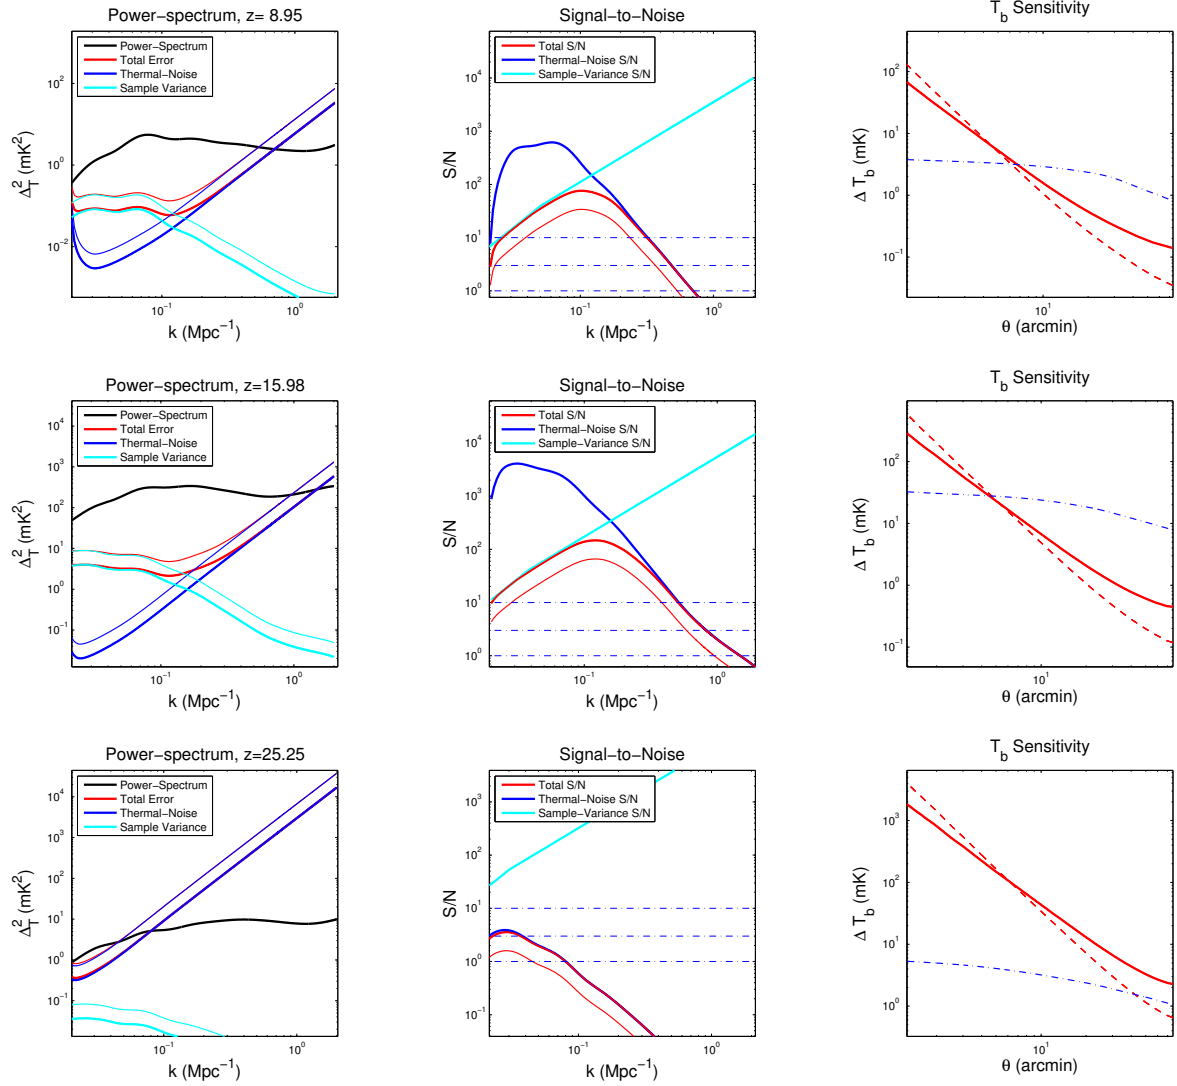 Power−spectrum, z= 8.95
Signal−to−Noise
T_b Sensitivity
Power−Spectrum
Total Error
Thermal−Noise
Sample Variance
Total S/N
Thermal−Noise S/N
Sample−Variance S/N
Δ_T^2 (mK^2)
10^2
10^0
10^−2
10^−1
10^0
k (Mpc^−1)
S/N
10^4
10^3
10^2
10^1
10^0
10^−1
10^0
k (Mpc^−1)
Δ T_b (mK)
10^2
10^1
10^0
10^−1
10^1
θ (arcmin)
Power−spectrum, z=15.98
Signal−to−Noise
T_b Sensitivity
Power−Spectrum
Total Error
Thermal−Noise
Sample Variance
Total S/N
Thermal−Noise S/N
Sample−Variance S/N
Δ_T^2 (mK^2)
10^4
10^3
10^2
10^1
10^0
10^−1
10^−1
10^0
k (Mpc^−1)
S/N
10^4
10^3
10^2
10^1
10^0
10^−1
10^0
k (Mpc^−1)
Δ T_b (mK)
10^2
10^1
10^0
10^−1
10^1
θ (arcmin)
Power−spectrum, z=25.25
Signal−to−Noise
T_b Sensitivity
Power−Spectrum
Total Error
Thermal−Noise
Sample Variance
Total S/N
Thermal−Noise S/N
Sample−Variance S/N
Δ_T^2 (mK^2)
10^4
10^3
10^2
10^1
10^0
10^−1
10^−1
10^0
k (Mpc^−1)
S/N
10^3
10^2
10^1
10^0
10^−1
10^−1
10^0
k (Mpc^−1)
Δ T_b (mK)
10^3
10^2
10^1
10^0
10^1
θ (arcmin)